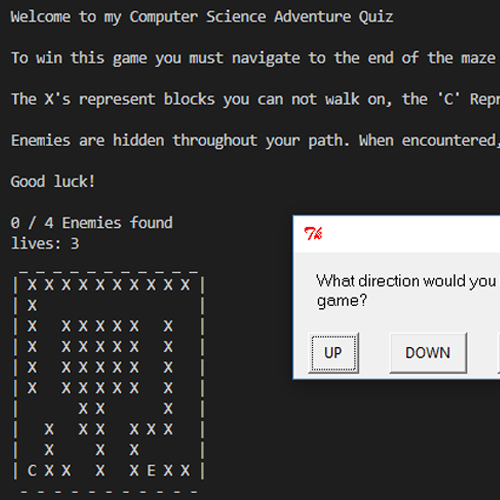 Welcome to my Computer Science Adventure Quiz
To win this game you must navigate to the end of the maze
The X's represent blocks you can not walk on, the 'C' Repr
Enemies are hidden throughout your path. When encountered,
Good luck!
0 / 4 Enemies found
lives: 3
_ _ _ _ _ _ _ _ _ _ _
| X X X X X X X X X X |
| X                   |
| X   X X X X X   X   |
| X   X X X X X   X   |
| X   X X X X X   X   |
| X   X X X X X   X   |
|       X X       X   |
|   X   X X   X X X   |
|   X     X   X       |
| C X X   X   X E X X |
- - - - - - - - - - -
What direction would you
game?
UP
DOWN